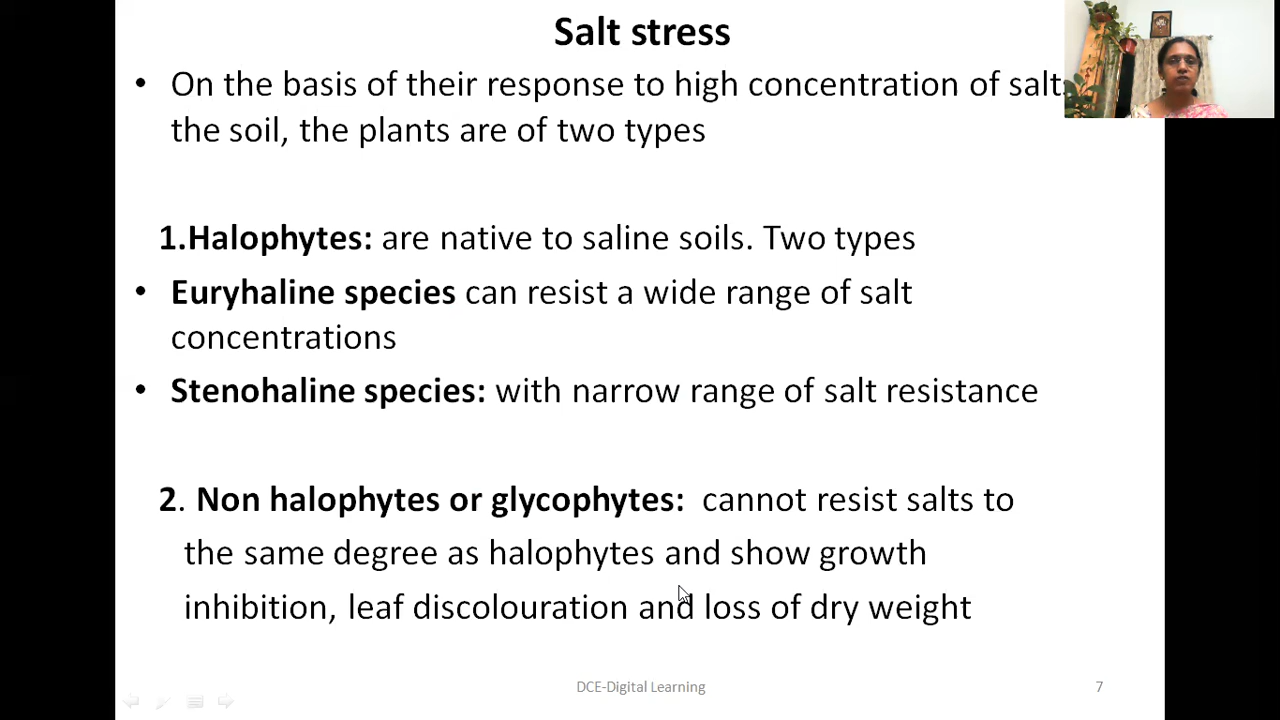 Salt stress
• On the basis of their response to high concentration of salt
the soil, the plants are of two types
1.Halophytes: are native to saline soils. Two types
• Euryhaline species can resist a wide range of salt
concentrations
• Stenohaline species: with narrow range of salt resistance
2. Non halophytes or glycophytes: cannot resist salts to
the same degree as halophytes and show growth
inhibition, leaf discolouration and loss of dry weight
DCE-Digital Learning
7